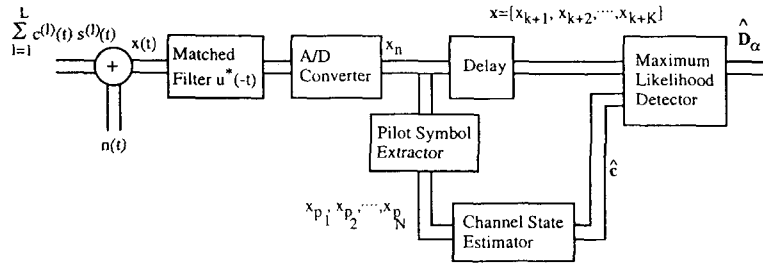 L
∑ c^(l)(t) s^(l)(t)
l=1
x(t)
+
n(t)
Matched
Filter u*(-t)
A/D
Converter
x_n
x={x_{k+1}, x_{k+2},····,x_{k+K}}
Delay
Maximum
Likelihood
Detector
D̂_α
Pilot Symbol
Extractor
ĉ
x_{p_1}, x_{p_2},····,x_{p_N}
Channel State
Estimator